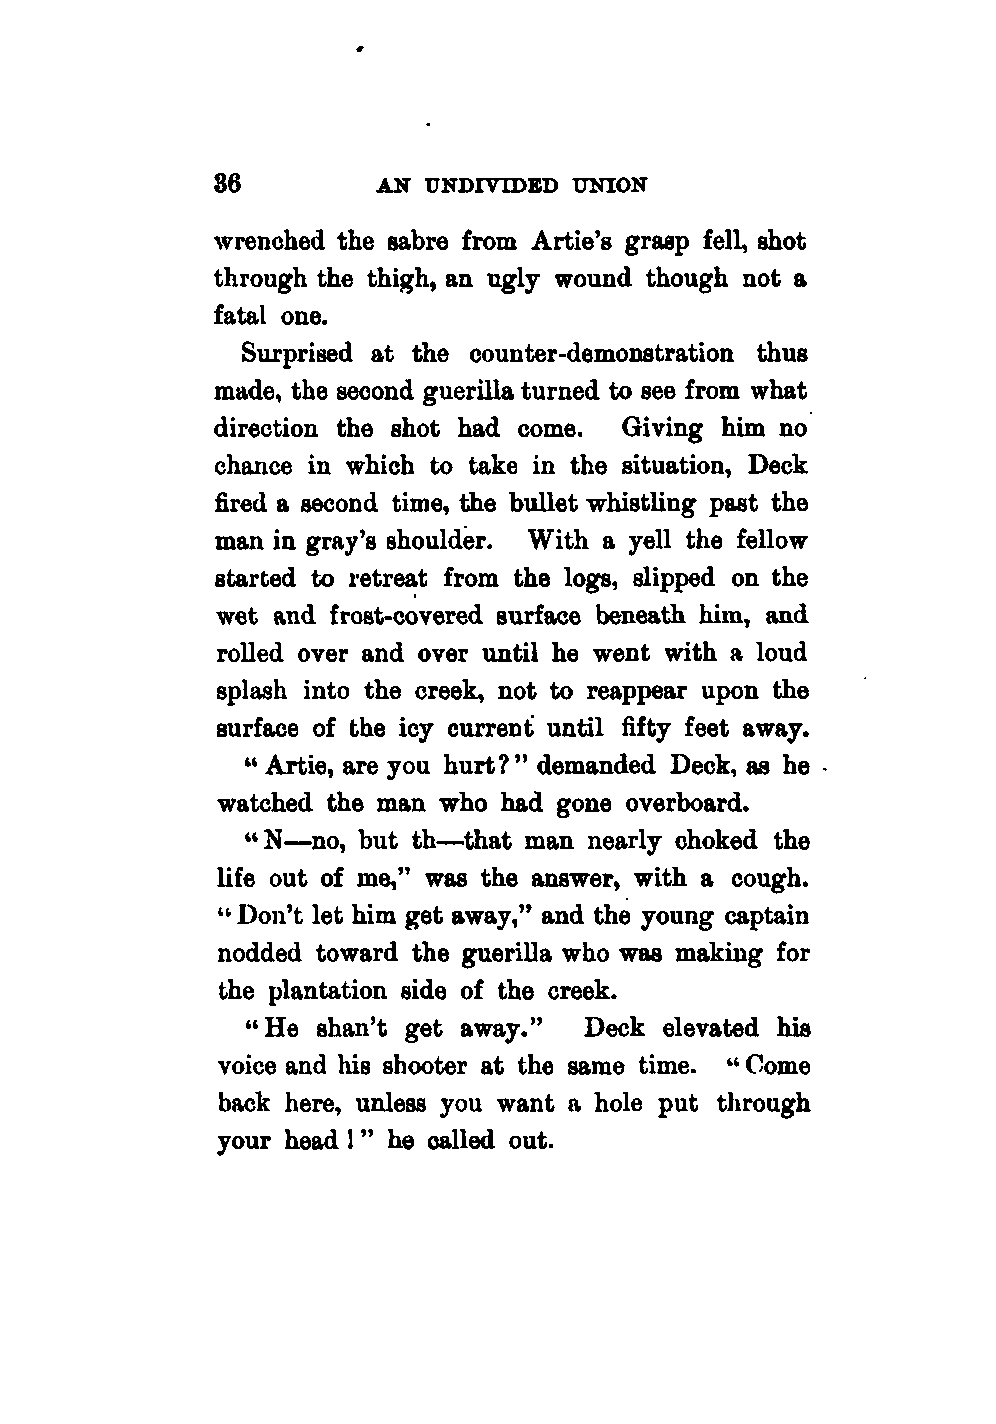 36 AN UNDIVIDED UNION
wrenched the sabre from Artie's grasp fell, shot
through the thigh, an ugly wound though not a
fatal one.
Surprised at the counter-demonstration thus
made, the second guerilla turned to see from what
direction the shot had come. Giving him no
chance in which to take in the situation, Deck
fired a second time, the bullet whistling past the
man in gray's shoulder. With a yell the fellow
started to retreat from the logs, slipped on the
wet and frost-covered surface beneath him, and
rolled over and over until he went with a loud
splash into the creek, not to reappear upon the
surface of the icy current until fifty feet away.
"Artie, are you hurt?" demanded Deck, as he
watched the man who had gone overboard.
"N—no, but th—that man nearly choked the
life out of me," was the answer, with a cough.
"Don't let him get away," and the young captain
nodded toward the guerilla who was making for
the plantation side of the creek.
"He shan't get away." Deck elevated his
voice and his shooter at the same time. "Come
back here, unless you want a hole put through
your head!" he called out.